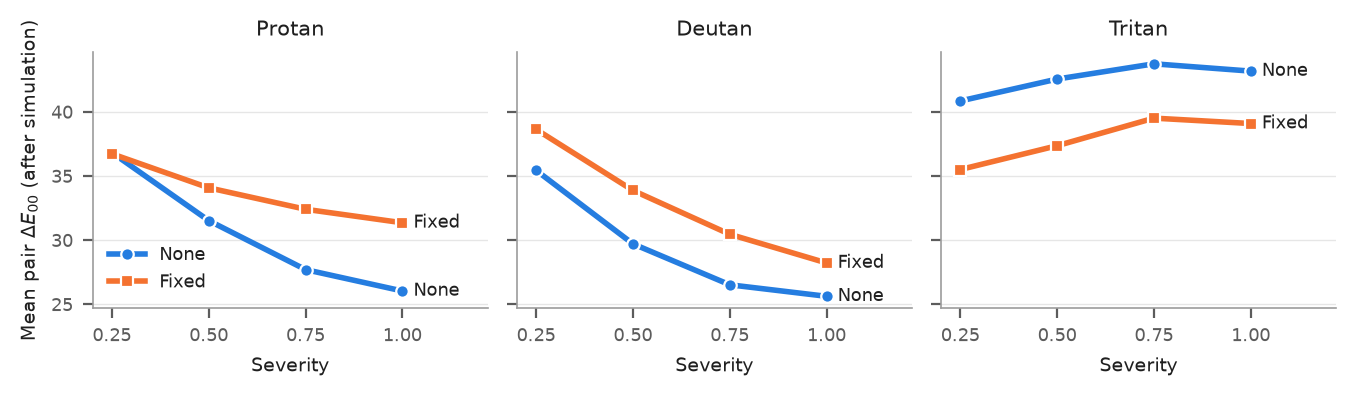 Protan
Deutan
Tritan
Mean pair ΔE₀₀ (after simulation)
40
35
30
25
None
Fixed
Fixed
None
Fixed
None
None
Fixed
0.25 0.50 0.75 1.00
0.25 0.50 0.75 1.00
0.25 0.50 0.75 1.00
Severity
Severity
Severity